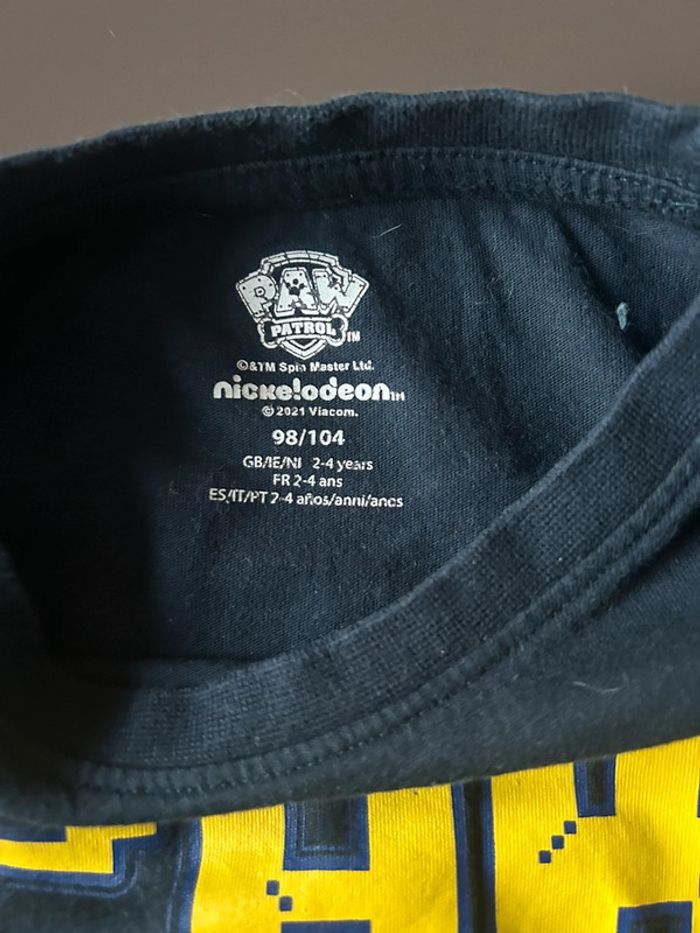 PAW
PATROL TM
©&TM Spin Master Ltd.
nickelodeon TM
© 2021 Viacom.
98/104
GB/IE/NI 2-4 years
FR 2-4 ans
ES/IT/PT 2-4 años/anni/anos